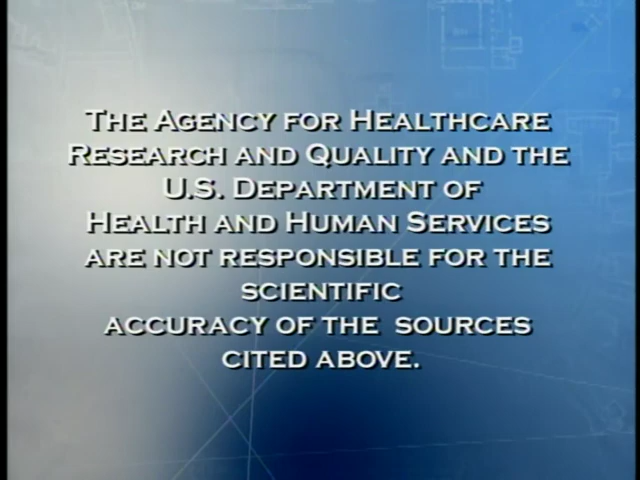 The Agency for Healthcare
Research and Quality and the
U.S. Department of
Health and Human Services
are not responsible for the
scientific
accuracy of the sources
cited above.